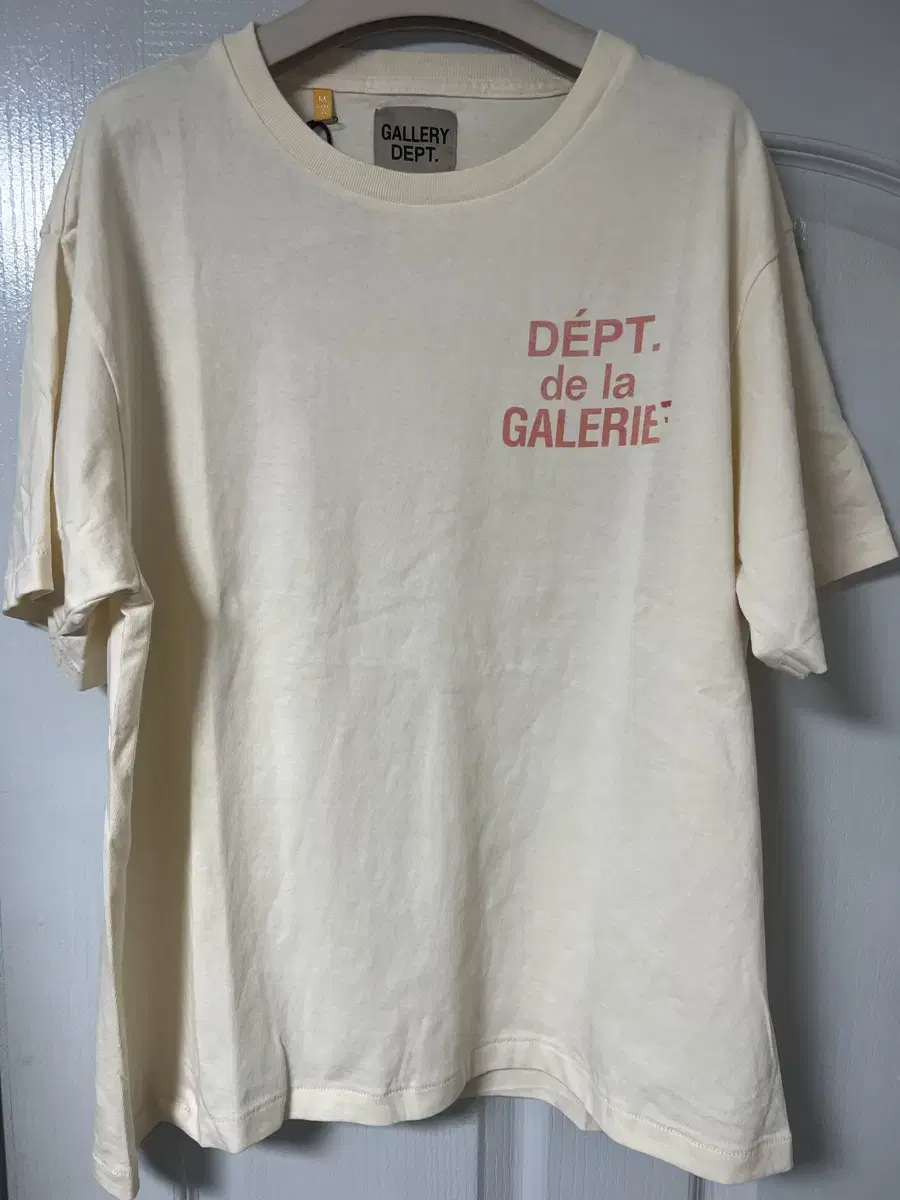 M
GALLERY
DEPT.
DÉPT.
de la
GALERIE